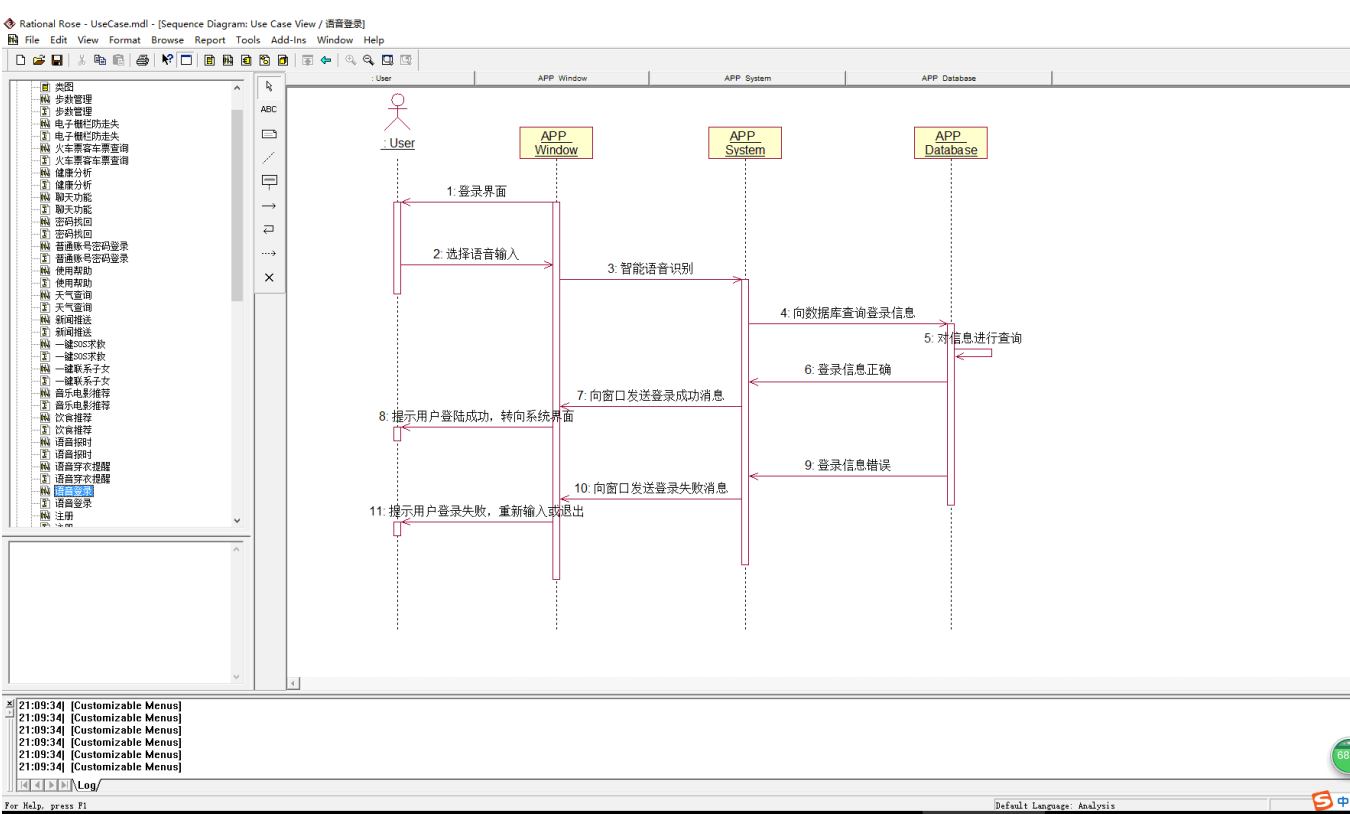 Rational Rose - UseCase.mdl - [Sequence Diagram: Use Case View / 语音登录]
File Edit View Format Browse Report Tools Add-Ins Window Help
: User
APP Window
APP System
APP Database
类图
步数管理
步数管理
电子栅栏防走失
电子栅栏防走失
火车票客车票查询
火车票客车票查询
健康分析
健康分析
聊天功能
聊天功能
密码找回
密码找回
普通账号密码登录
普通账号密码登录
使用帮助
使用帮助
天气查询
天气查询
新闻推送
新闻推送
一键SOS求救
一键SOS求救
一键联系子女
一键联系子女
音乐电影推荐
音乐电影推荐
饮食推荐
饮食推荐
语音报时
语音报时
语音穿衣提醒
语音穿衣提醒
语音登录
语音登录
注册
ABC
: User
APP
Window
APP
System
APP
Database
1: 登录界面
2: 选择语音输入
3: 智能语音识别
4: 向数据库查询登录信息
5: 对信息进行查询
6: 登录信息正确
7: 向窗口发送登录成功消息
8: 提示用户登陆成功，转向系统界面
9: 登录信息错误
10: 向窗口发送登录失败消息
11: 提示用户登录失败，重新输入或退出
21:09:34| [Customizable Menus]
21:09:34| [Customizable Menus]
21:09:34| [Customizable Menus]
21:09:34| [Customizable Menus]
21:09:34| [Customizable Menus]
21:09:34| [Customizable Menus]
Log
For Help, press F1
Default Language: Analysis
68
中